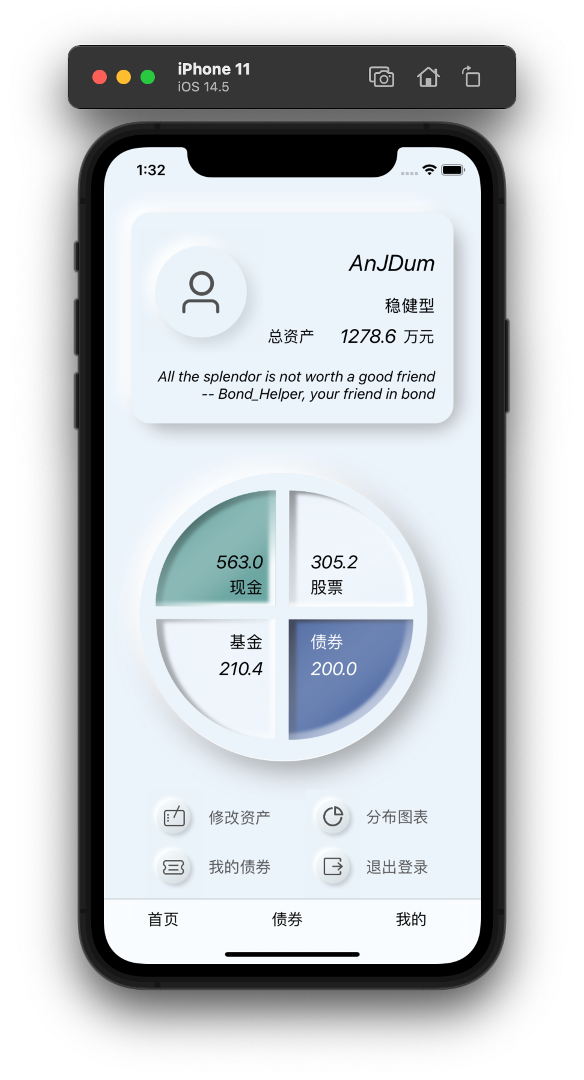 iPhone 11
iOS 14.5
1:32
AnJDum
稳健型
总资产 1278.6 万元
All the splendor is not worth a good friend
-- Bond_Helper, your friend in bond
563.0 305.2
现金 股票
基金 债券
210.4 200.0
修改资产 分布图表
我的债券 退出登录
首页 债券 我的